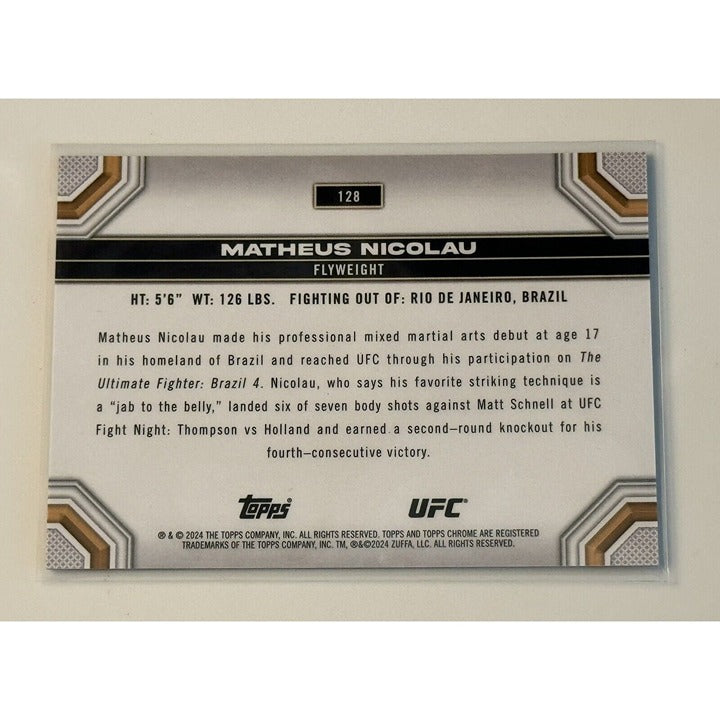 128
MATHEUS NICOLAU
FLYWEIGHT
HT: 5'6" WT: 126 LBS. FIGHTING OUT OF: RIO DE JANEIRO, BRAZIL
Matheus Nicolau made his professional mixed martial arts debut at age 17
in his homeland of Brazil and reached UFC through his participation on The
Ultimate Fighter: Brazil 4. Nicolau, who says his favorite striking technique is
a "jab to the belly," landed six of seven body shots against Matt Schnell at UFC
Fight Night: Thompson vs Holland and earned a second–round knockout for his
fourth–consecutive victory.
topps® UFC®
® & © 2024 THE TOPPS COMPANY, INC. ALL RIGHTS RESERVED. TOPPS AND TOPPS CHROME ARE REGISTERED
TRADEMARKS OF THE TOPPS COMPANY, INC. TM, ®&©2024 ZUFFA, LLC. ALL RIGHTS RESERVED.